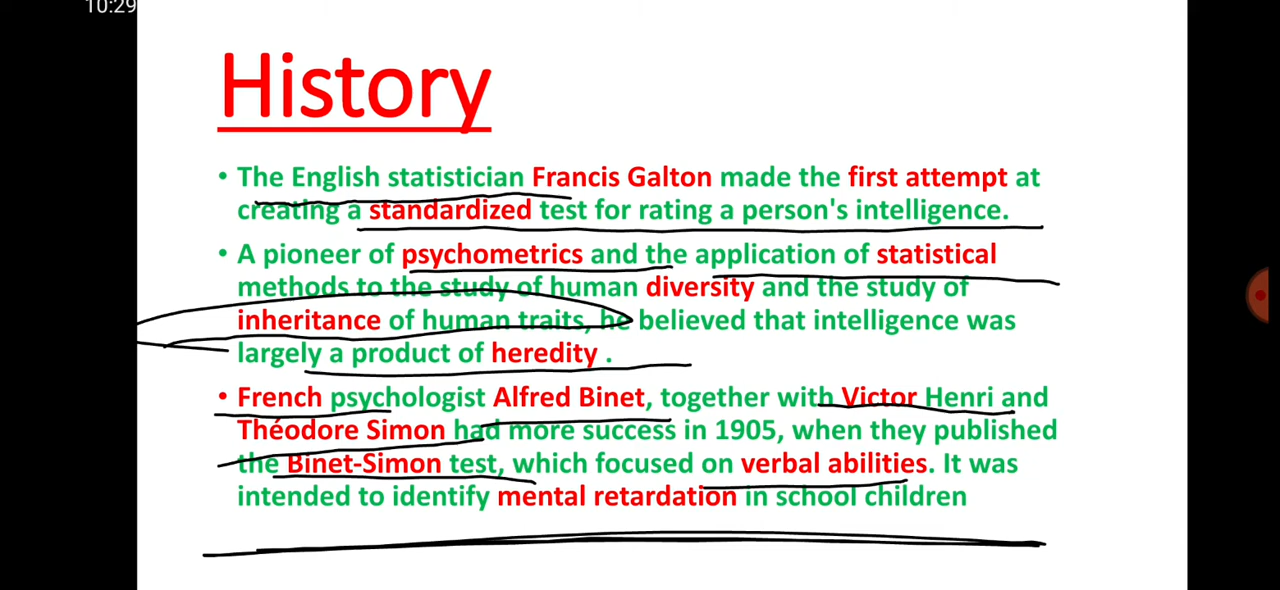 10:29
History
• The English statistician Francis Galton made the first attempt at
creating a standardized test for rating a person's intelligence.
• A pioneer of psychometrics and the application of statistical
methods to the study of human diversity and the study of
inheritance of human traits, he believed that intelligence was
largely a product of heredity .
• French psychologist Alfred Binet, together with Victor Henri and
Théodore Simon had more success in 1905, when they published
the Binet-Simon test, which focused on verbal abilities. It was
intended to identify mental retardation in school children